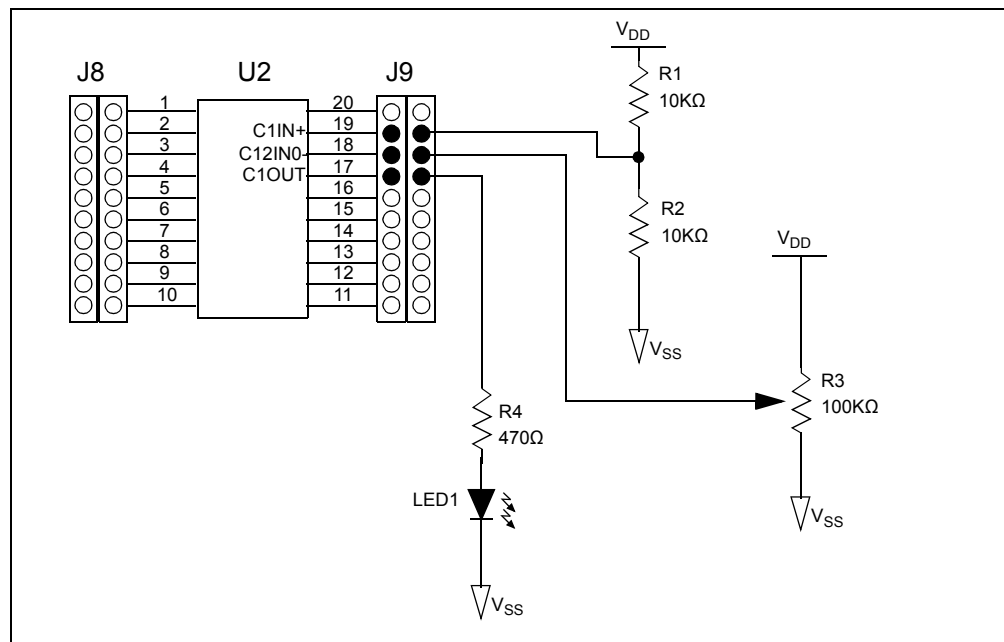 J8
U2
J9
1
2
3
4
5
6
7
8
9
10
C1IN+
C12IN0-
C1OUT
20
19
18
17
16
15
14
13
12
11
VDD
R1
10KΩ
R2
10KΩ
VSS
VDD
R3
100KΩ
VSS
R4
470Ω
LED1
VSS